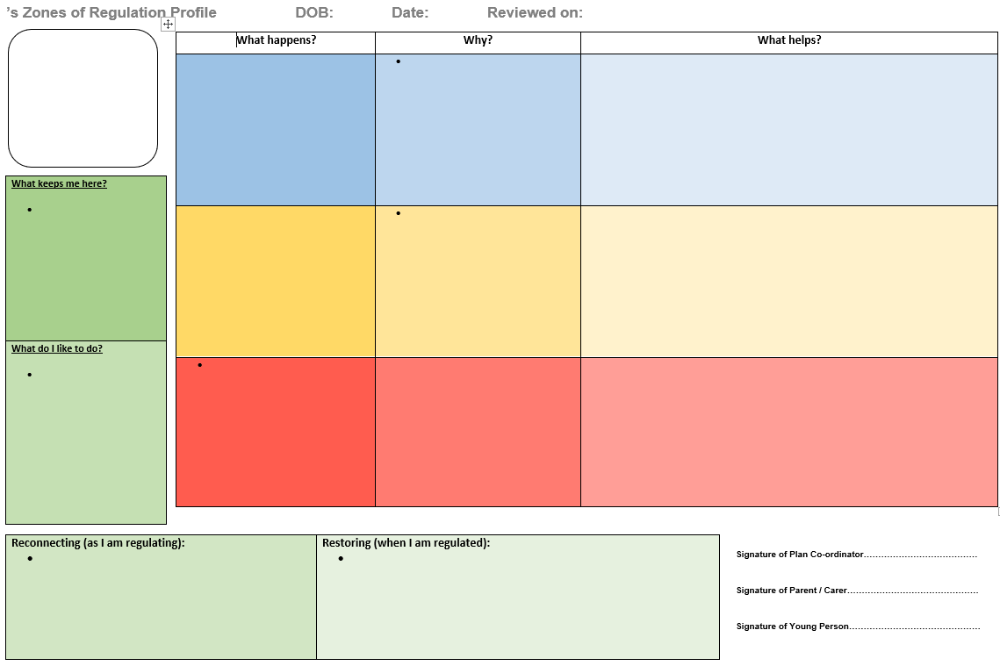 's Zones of Regulation Profile DOB: Date: Reviewed on:
What happens? Why? What helps?
•
What keeps me here?
•
•
What do I like to do?
•
•
Reconnecting (as I am regulating):
•
Restoring (when I am regulated):
•
Signature of Plan Co-ordinator………………………………….
Signature of Parent / Carer……………………………………….
Signature of Young Person……………………………………….